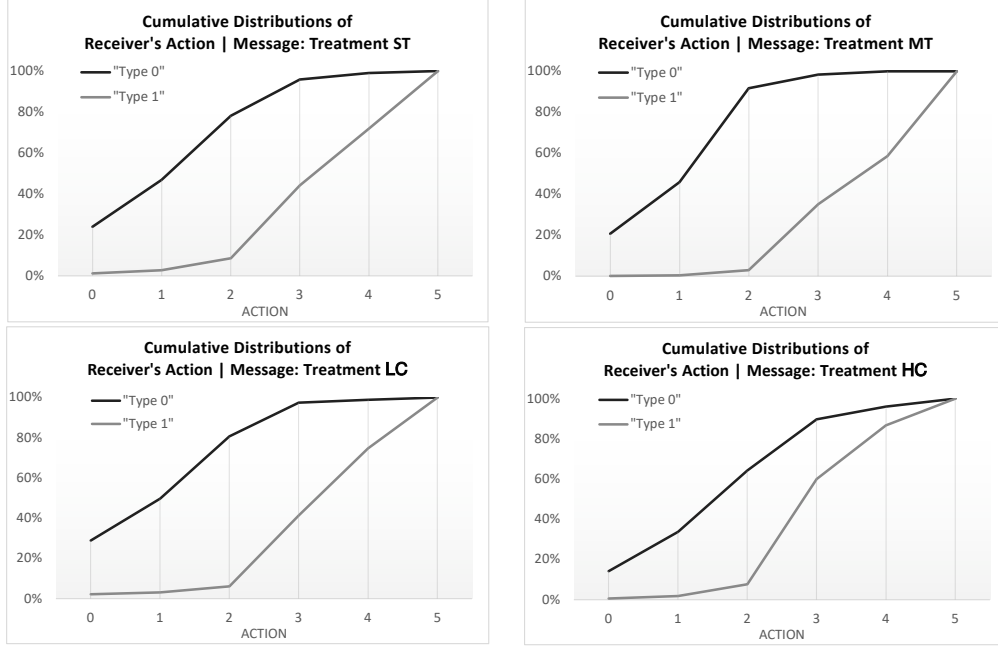 Cumulative Distributions of
Receiver's Action | Message: Treatment ST
"Type 0"
"Type 1"
100%
80%
60%
40%
20%
0%
0 1 2 3 4 5
ACTION
Cumulative Distributions of
Receiver's Action | Message: Treatment MT
"Type 0"
"Type 1"
100%
80%
60%
40%
20%
0%
0 1 2 3 4 5
ACTION
Cumulative Distributions of
Receiver's Action | Message: Treatment LC
"Type 0"
"Type 1"
100%
80%
60%
40%
20%
0%
0 1 2 3 4 5
ACTION
Cumulative Distributions of
Receiver's Action | Message: Treatment HC
"Type 0"
"Type 1"
100%
80%
60%
40%
20%
0%
0 1 2 3 4 5
ACTION